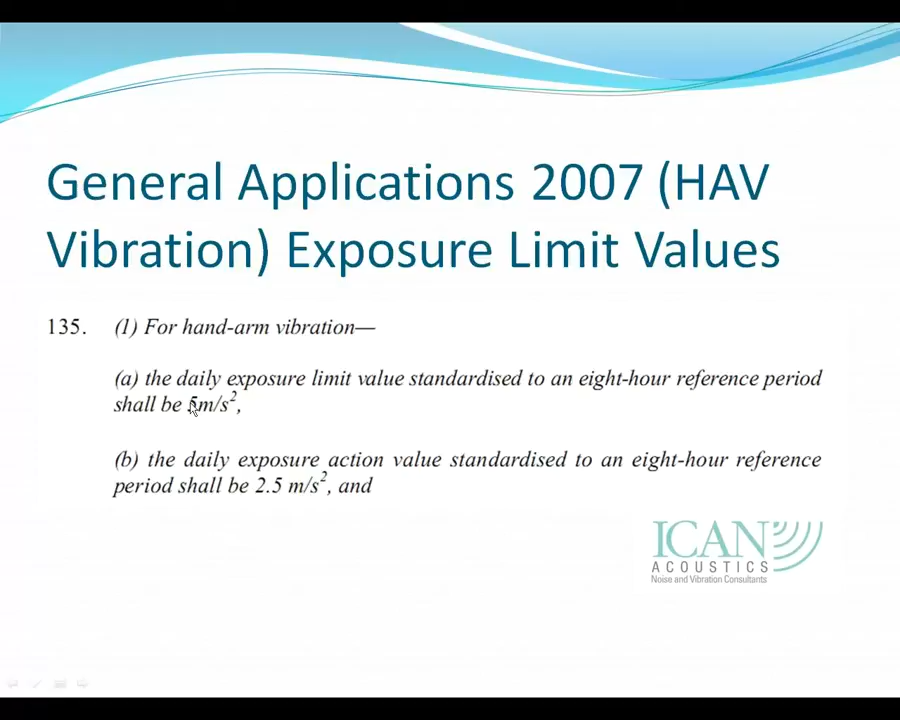 General Applications 2007 (HAV
Vibration) Exposure Limit Values
135. (1) For hand-arm vibration—
(a) the daily exposure limit value standardised to an eight-hour reference period
shall be 5m/s²,
(b) the daily exposure action value standardised to an eight-hour reference
period shall be 2.5 m/s², and
ICAN
ACOUSTICS
Noise and Vibration Consultants